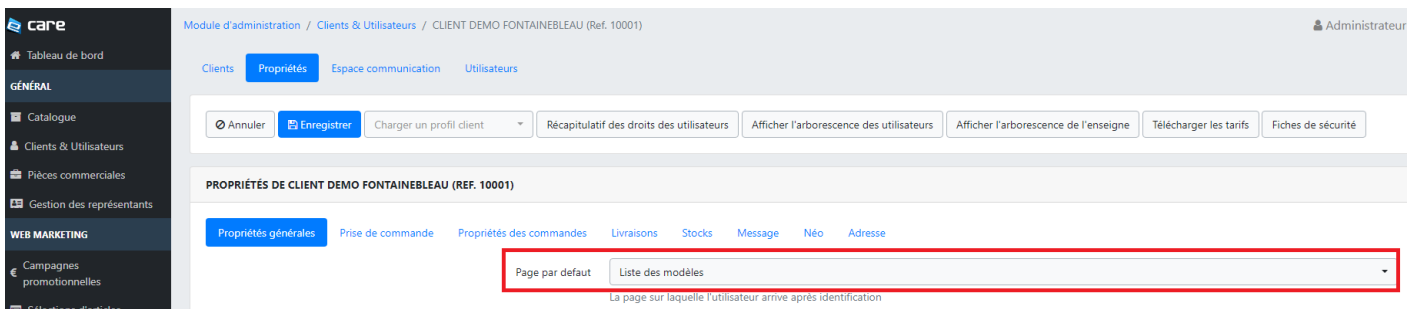 care
Module d'administration / Clients & Utilisateurs / CLIENT DEMO FONTAINEBLEAU (Ref. 10001)
Administrateur
Tableau de bord
GÉNÉRAL
Catalogue
Clients & Utilisateurs
Pièces commerciales
Gestion des représentants
WEB MARKETING
Campagnes
promotionnelles
Sélections d'articles
Clients Propriétés Espace communication Utilisateurs
Annuler Enregistrer Charger un profil client Récapitulatif des droits des utilisateurs Afficher l'arborescence des utilisateurs Afficher l'arborescence de l'enseigne Télécharger les tarifs Fiches de sécurité
PROPRIÉTÉS DE CLIENT DEMO FONTAINEBLEAU (REF. 10001)
Propriétés générales Prise de commande Propriétés des commandes Livraisons Stocks Message Néo Adresse
Page par defaut Liste des modèles
La page sur laquelle l'utilisateur arrive après identification